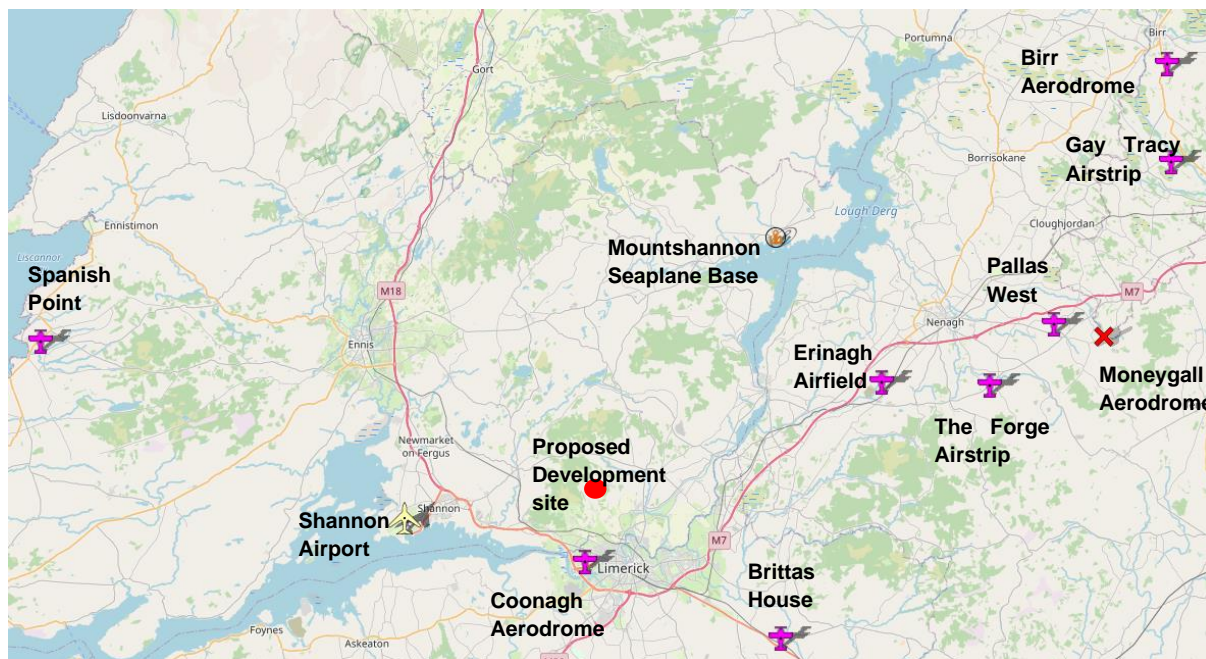 Portumna
Birr
Birr
Aerodrome
Gort
Lisdoonvarna
Gay Tracy
Airstrip
Borrisokane
Lough Derg
Cloughjordan
Ennistimon
Mountshannon
Seaplane Base
Liscannor
Spanish
Point
Pallas
West
M18
M7
Nenagh
Ennis
Erinagh
Airfield
Moneygall
Aerodrome
The Forge
Airstrip
Newmarket
on Fergus
Proposed
Development
site
Shannon
Shannon
Airport
M7
Limerick
Brittas
House
Coonagh
Aerodrome
Foynes
Askeaton